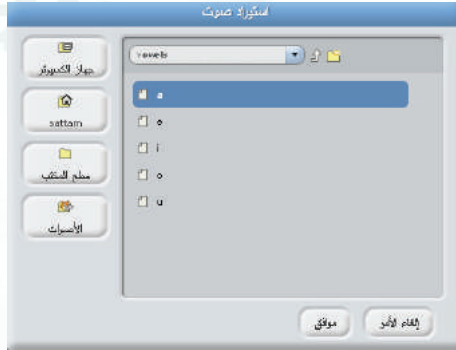 استيراد صوت
جهاز الكمبيوتر
vowels
a
sattam
e
i
سطح المكتب
o
u
الأصوات
موافق
إلغاء الأمر